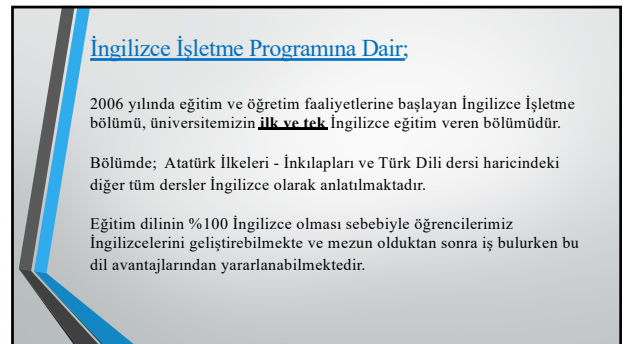 İngilizce İşletme Programına Dair;
2006 yılında eğitim ve öğretim faaliyetlerine başlayan İngilizce İşletme
bölümü, üniversitemizin ilk ve tek İngilizce eğitim veren bölümüdür.
Bölümde; Atatürk İlkeleri - İnkılapları ve Türk Dili dersi haricindeki
diğer tüm dersler İngilizce olarak anlatılmaktadır.
Eğitim dilinin %100 İngilizce olması sebebiyle öğrencilerimiz
İngilizcelerini geliştirebilmekte ve mezun olduktan sonra iş bulurken bu
dil avantajlarından yararlanabilmektedir.